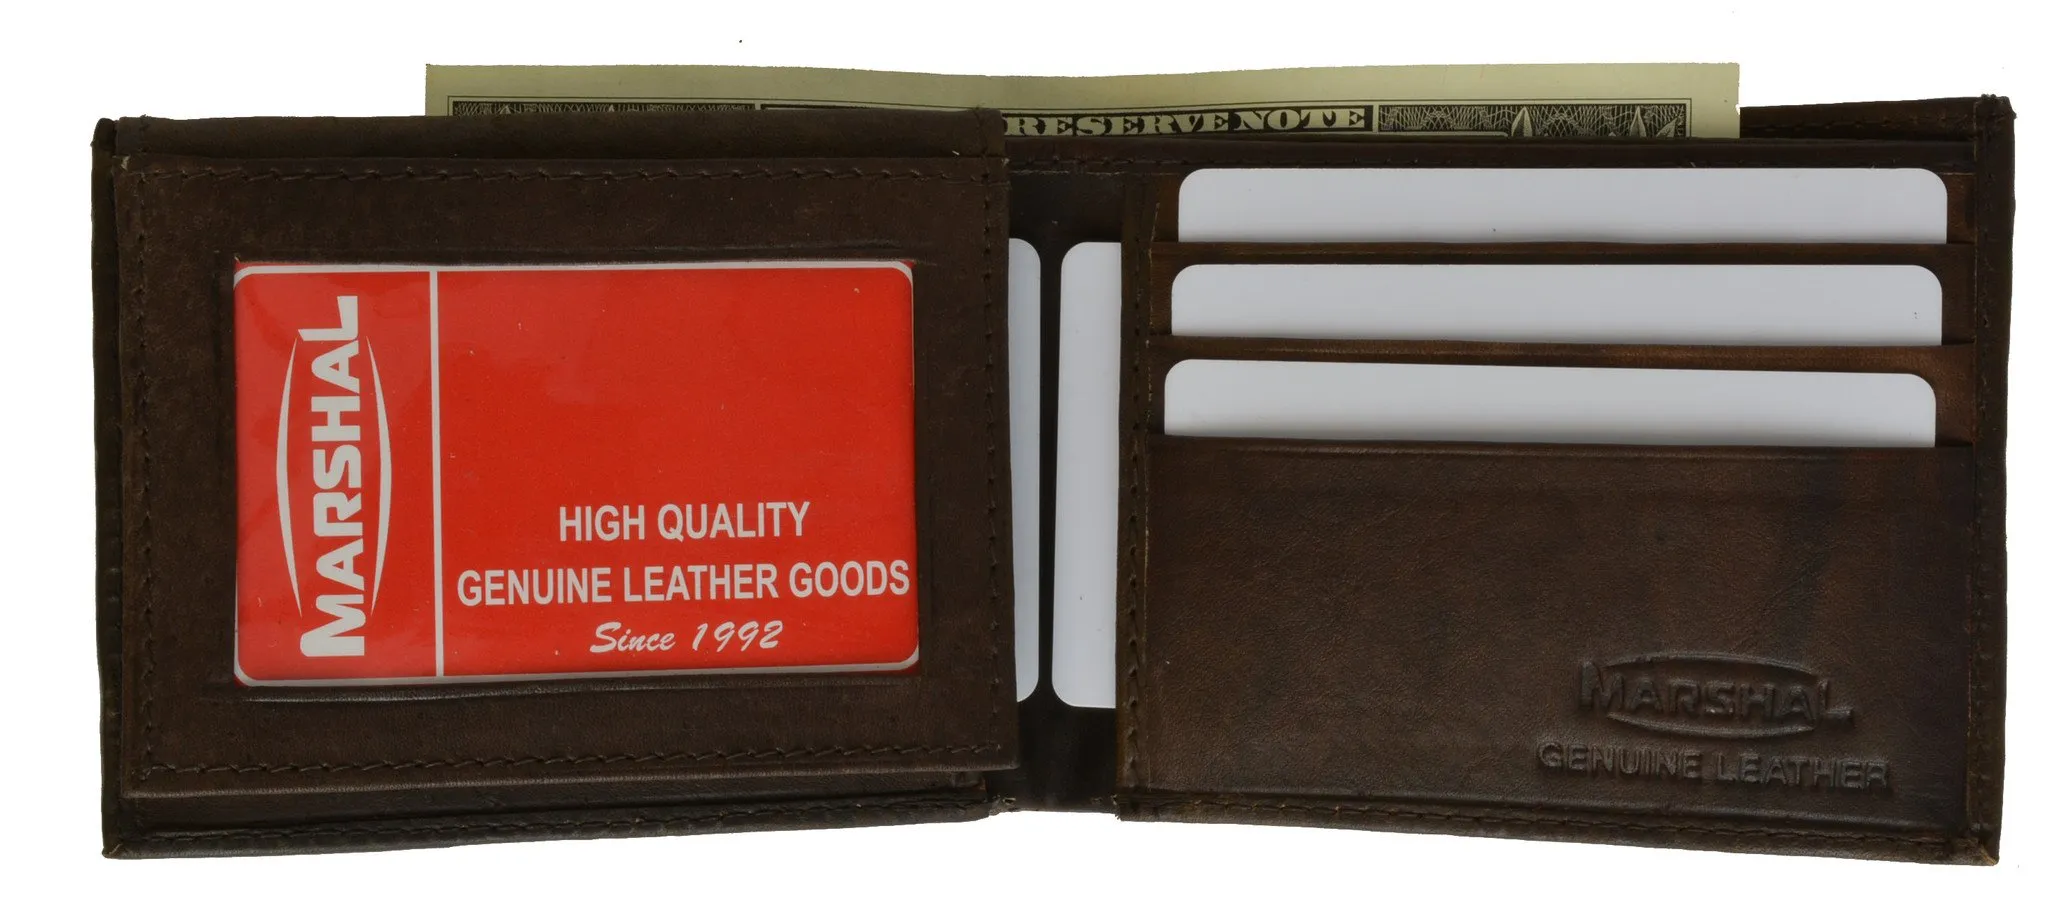 RESERVE NOTE
MARSHAL
HIGH QUALITY
GENUINE LEATHER GOODS
Since 1992
MARSHAL
GENUINE LEATHER